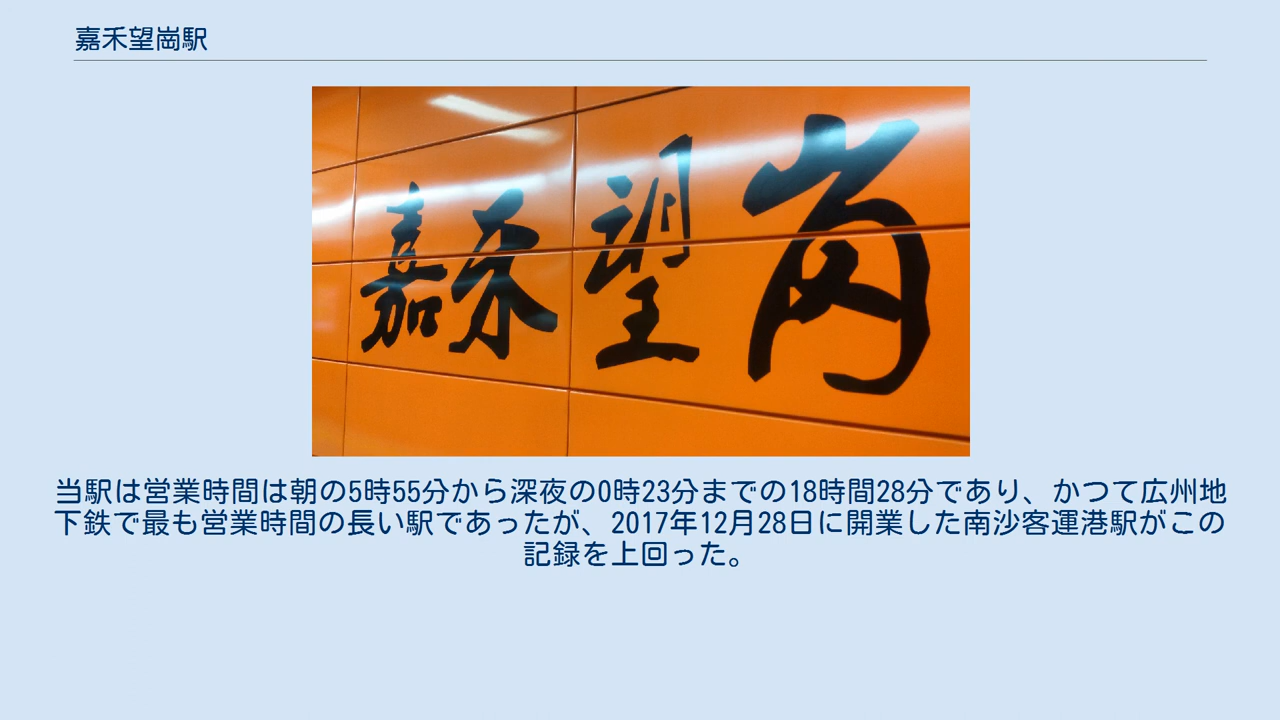 嘉禾望崗駅
嘉禾望岗
当駅は営業時間は朝の5時55分から深夜の0時23分までの18時間28分であり、かつて広州地
下鉄で最も営業時間の長い駅であったが、2017年12月28日に開業した南沙客運港駅がこの
記録を上回った。